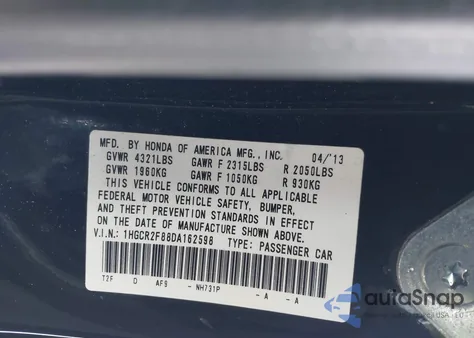 MFD. BY HONDA OF AMERICA MFG., INC. 04/'13
GVWR 4321LBS GAWR F 2315LBS R 2050LBS
GVWR 1960KG GAWR F 1050KG R 930KG
THIS VEHICLE CONFORMS TO ALL APPLICABLE
FEDERAL MOTOR VEHICLE SAFETY, BUMPER,
AND THEFT PREVENTION STANDARDS IN EFFECT
ON THE DATE OF MANUFACTURE SHOWN ABOVE.
V.I.N.: 1HGCR2F88DA162598 TYPE: PASSENGER CAR
T2F D AF9 - NH731P - A - A
autoSnap